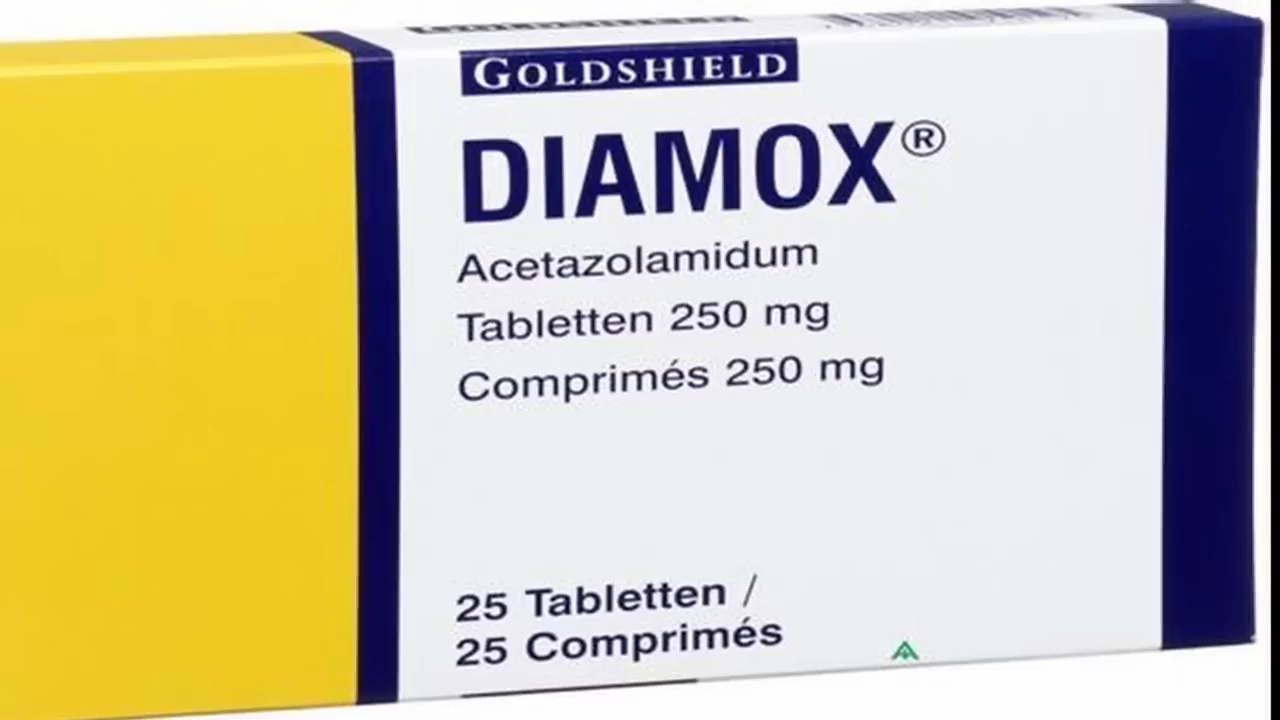 GOLDSHIELD
DIAMOX®
Acetazolamidum
Tabletten 250 mg
Comprimés 250 mg
25 Tabletten /
25 Comprimés